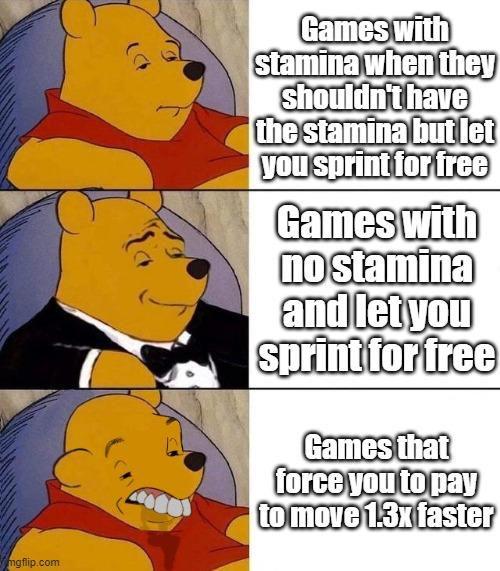 Games with
stamina when they
shouldn't have
the stamina but let
you sprint for free
Games with
no stamina
and let you
sprint for free
Games that
force you to pay
to move 1.3x faster
imgflip.com